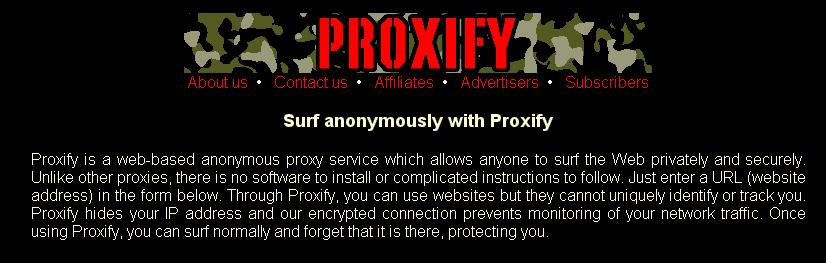 PROXIFY
About us • Contact us • Affiliates • Advertisers • Subscribers
Surf anonymously with Proxify
Proxify is a web-based anonymous proxy service which allows anyone to surf the Web privately and securely.
Unlike other proxies, there is no software to install or complicated instructions to follow. Just enter a URL (website
address) in the form below. Through Proxify, you can use websites but they cannot uniquely identify or track you.
Proxify hides your IP address and our encrypted connection prevents monitoring of your network traffic. Once
using Proxify, you can surf normally and forget that it is there, protecting you.